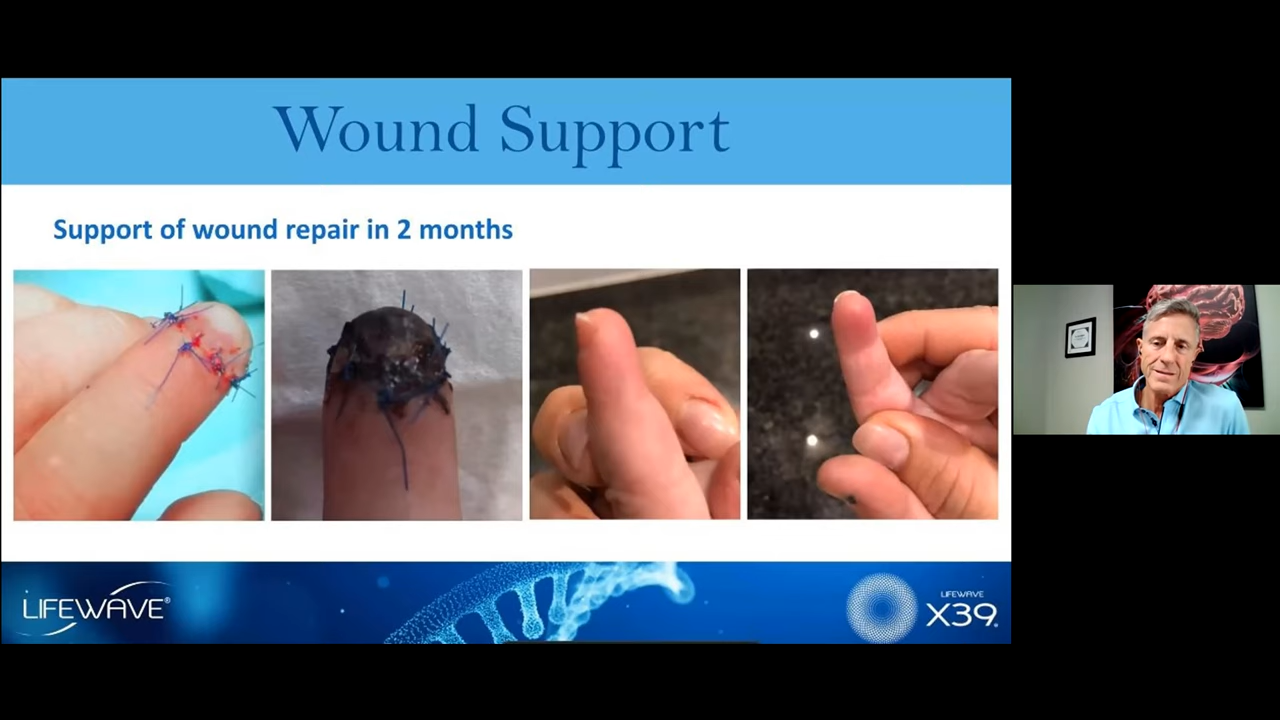 Wound Support
Support of wound repair in 2 months
LIFEWAVE®
LIFEWAVE
X39®